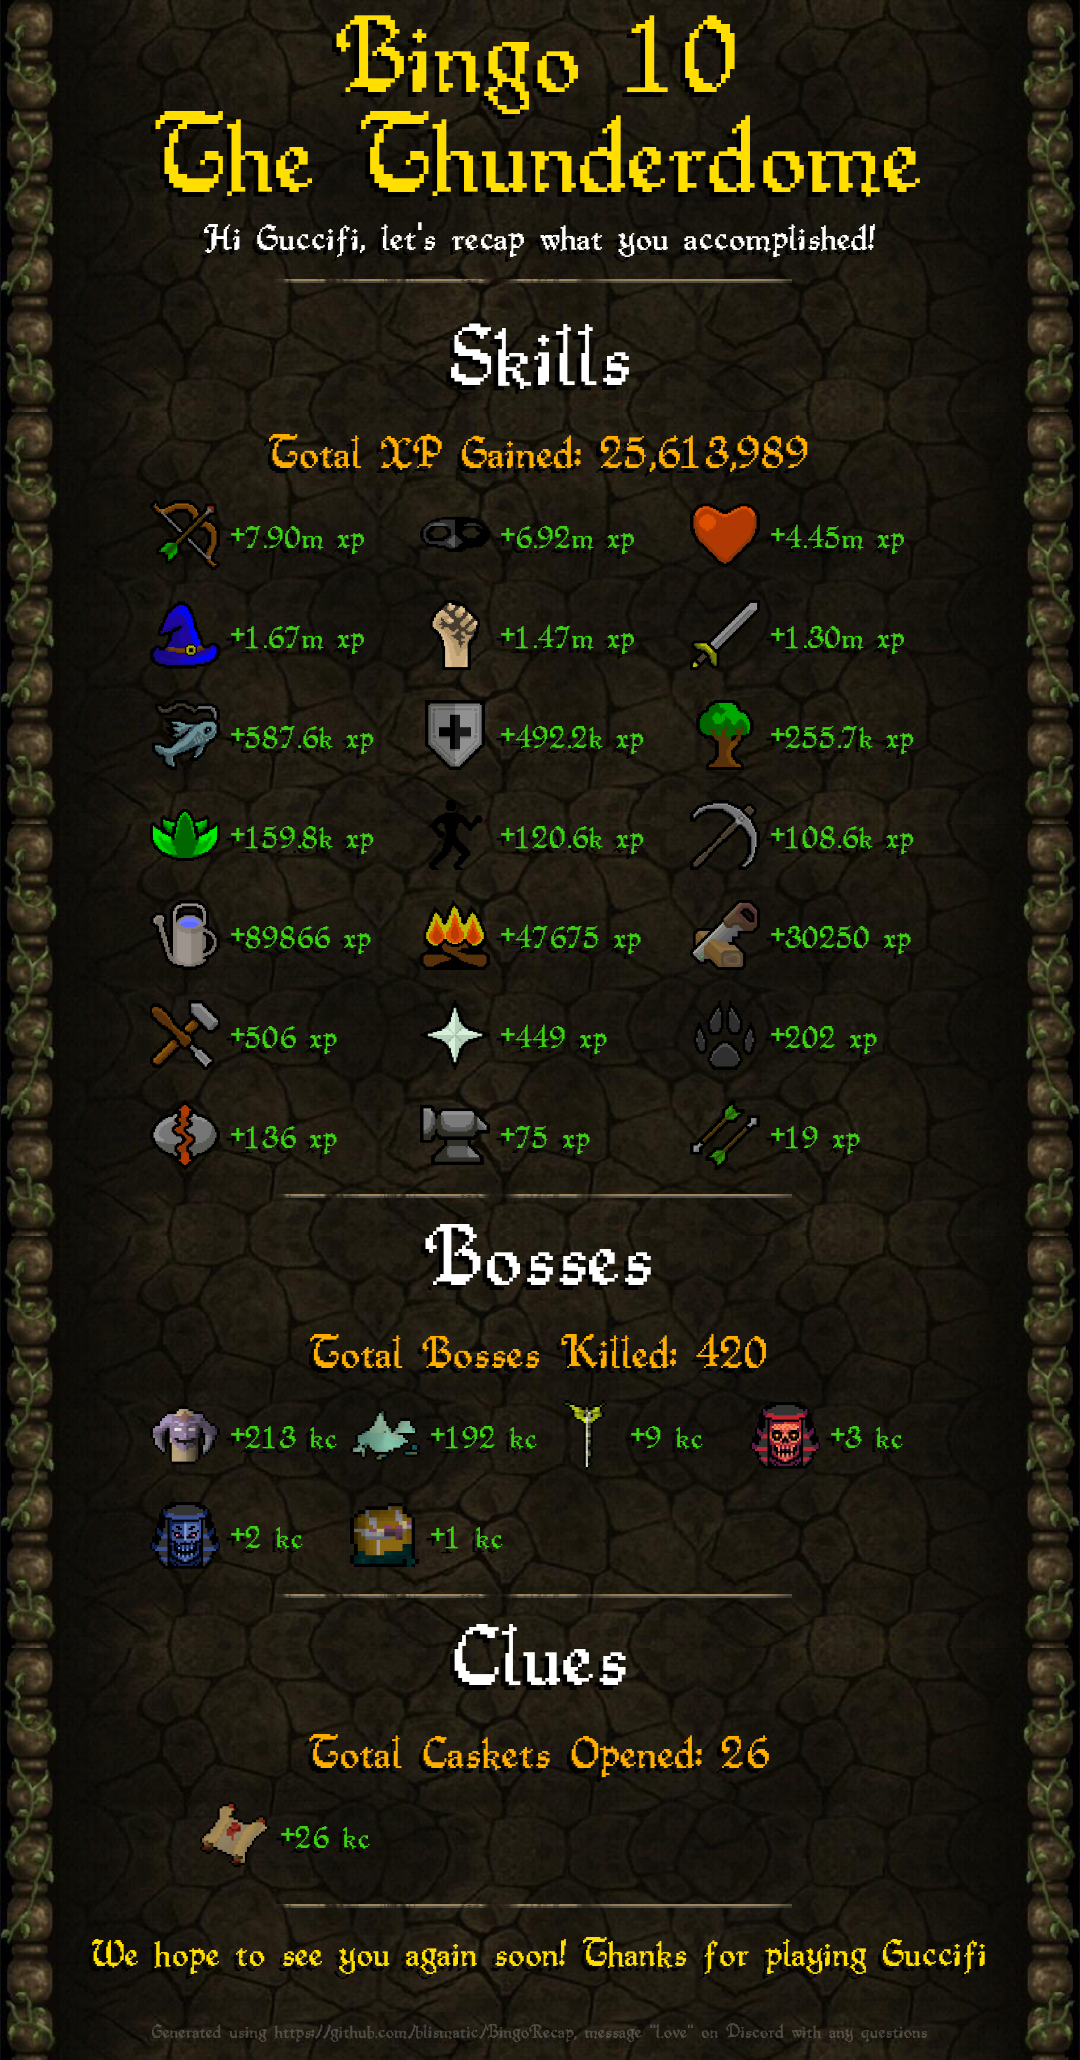 Bingo 10
The Thunderdome
Hi Guccifi, let's recap what you accomplished!
Skills
Total XP Gained: 25,613,989
+7.90m xp +6.92m xp +4.45m xp
+1.67m xp +1.47m xp +1.30m xp
+587.6k xp +492.2k xp +255.7k xp
+159.8k xp +120.6k xp +108.6k xp
+89866 xp +47675 xp +30250 xp
+506 xp +449 xp +202 xp
+136 xp +75 xp +19 xp
Bosses
Total Bosses Killed: 420
+213 kc +192 kc +9 kc +3 kc
+2 kc +1 kc
Clues
Total Caskets Opened: 26
+26 kc
We hope to see you again soon! Thanks for playing Guccifi
Generated using https://github.com/blismatic/BingoRecap, message "Love" on Discord with any questions